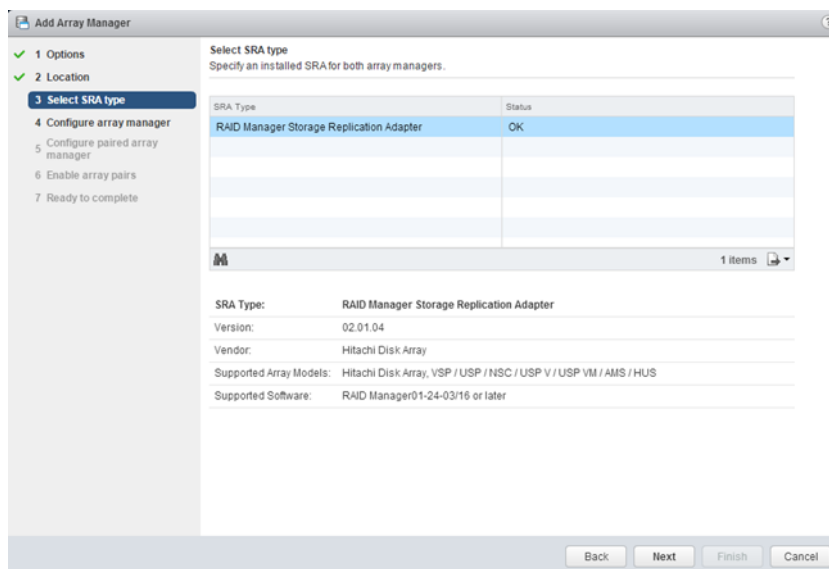 Add Array Manager
1 Options
2 Location
3 Select SRA type
4 Configure array manager
5 Configure paired array
manager
6 Enable array pairs
7 Ready to complete
Select SRA type
Specify an installed SRA for both array managers.
SRA Type Status
RAID Manager Storage Replication Adapter OK
1 items
SRA Type: RAID Manager Storage Replication Adapter
Version: 02.01.04
Vendor: Hitachi Disk Array
Supported Array Models: Hitachi Disk Array, VSP / USP / NSC / USP V / USP VM / AMS / HUS
Supported Software: RAID Manager01-24-03/16 or later
Back Next Finish Cancel